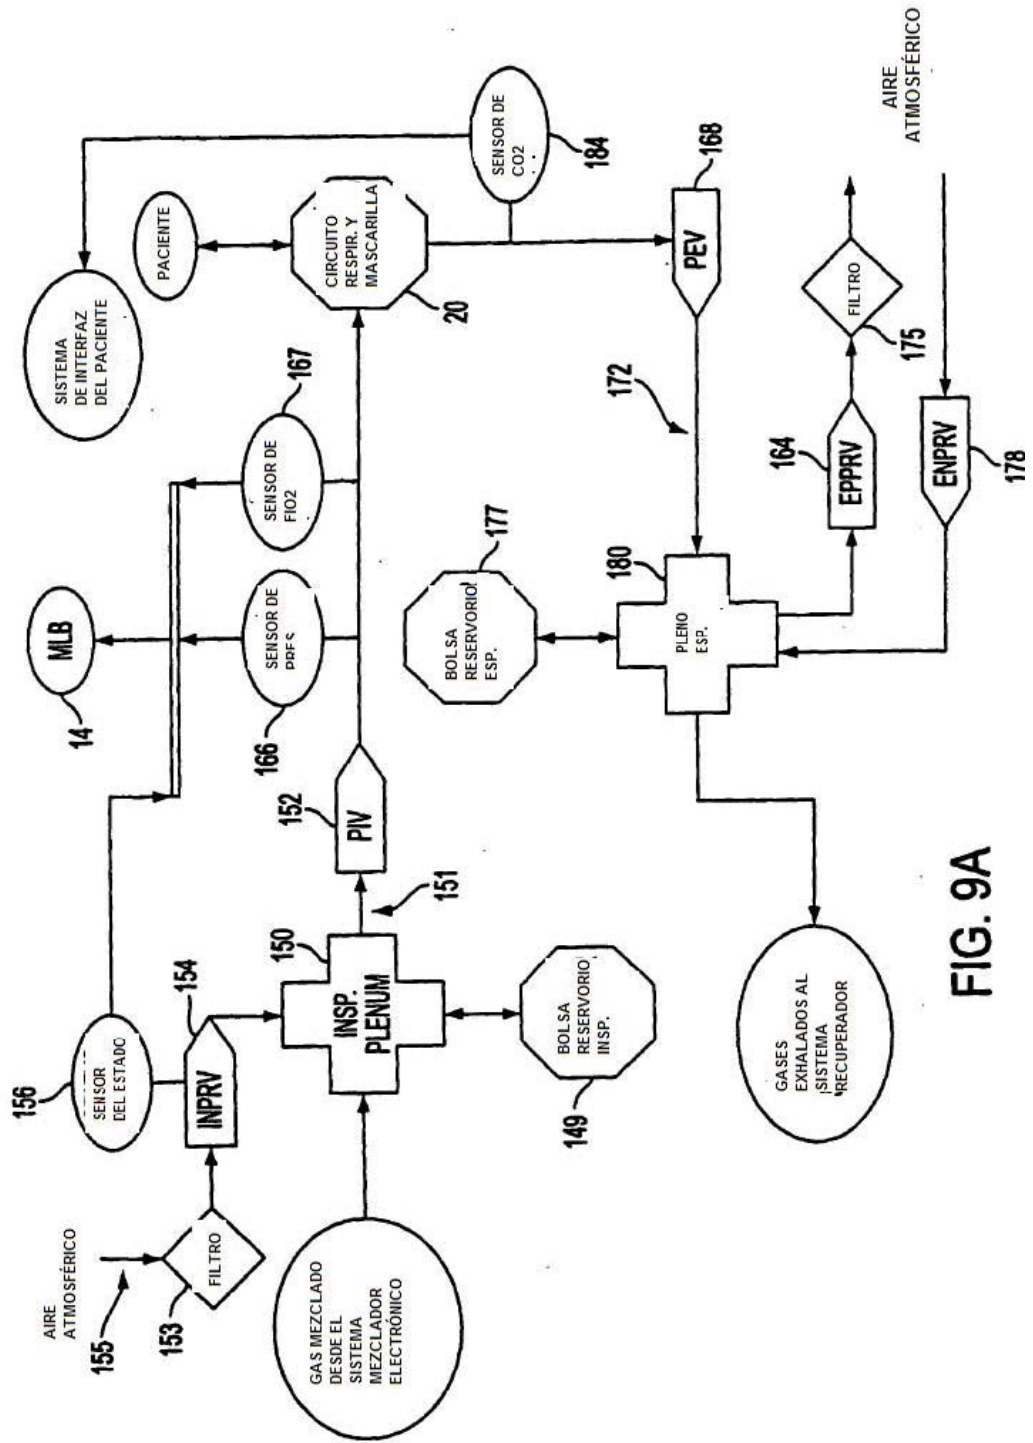 AIRE
ATMOSFÉRICO
155
153
FILTRO
156
SENSOR
DEL ESTADO
INPRV
154
GAS MEZCLADO
DESDE EL
SISTEMA
MEZCLADOR
ELECTRÓNICO
INSP.
PLENUM
150
151
BOLSA
RESERVORIO
INSP.
149
PIV
152
MLB
14
SENSOR DE
166
SENSOR DE
FIO2
167
SISTEMA
DE INTERFAZ
DEL PACIENTE
PACIENTE
CIRCUITO
RESPIR. Y
MASCARILLA
20
SENSOR DE
CO2
184
PEV
168
172
BOLSA
RESERVORIO
ESP.
177
PLENO
ESP.
180
EPPRV
164
FILTRO
175
AIRE
ATMOSFÉRICO
ENPRV
178
GASES
EXHALADOS AL
SISTEMA
RECUPERADOR
FIG. 9A